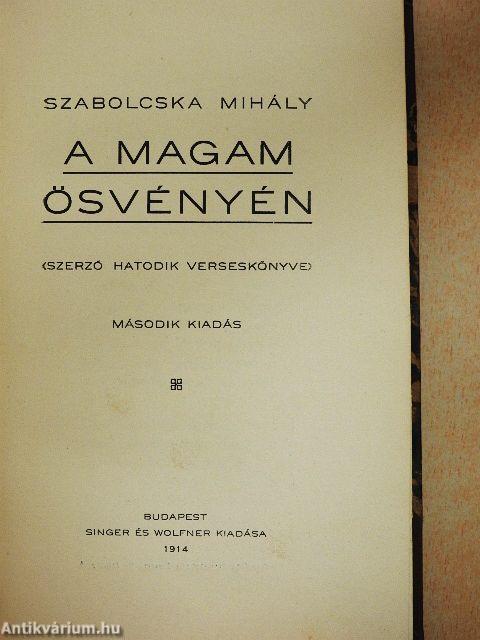 SZABOLCSKA MIHÁLY
A MAGAM
ÖSVÉNYÉN
(SZERZŐ HATODIK VERSESKÖNYVE)
MÁSODIK KIADÁS
BUDAPEST
SINGER ÉS WOLFNER KIADÁSA
1914
Antikvárium.hu